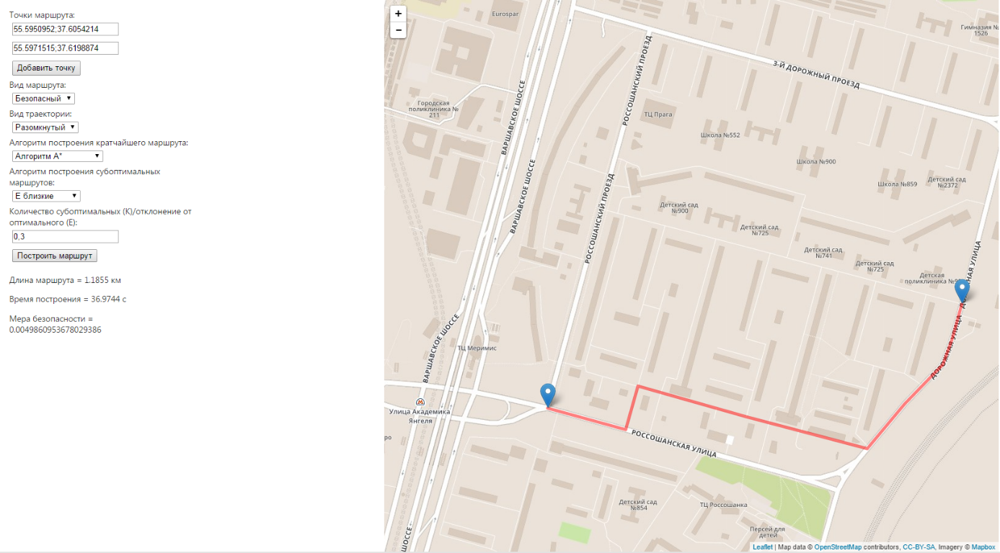 Точки маршрута:
55.5950952;37.6054214
55.5971515;37.6198874
Добавить точку
Вид маршрута:
Безопасный
Вид траектории:
Разомкнутый
Алгоритм построения кратчайшего маршрута:
Алгоритм A*
Алгоритм построения субоптимальных
маршрутов:
E близкие
Количество субоптимальных (K)/отклонение от
оптимального (E):
0,3
Построить маршрут
Длина маршрута = 1.1855 км
Время построения = 36.9744 с
Мера безопасности =
0.0049860953678029386
+
−
Eurospar
Гимназия №
1526
3-Й ДОРОЖНЫЙ ПРОЕЗД
РОССОШАНСКИЙ ПРОЕЗД
ВАРШАВСКОЕ ШОССЕ
Городская
поликлиника №
211
ТЦ Прага
Школа №552
Школа №900
Школа №859
Детский сад
№2372
ВАРШАВСКОЕ ШОССЕ
РОССОШАНСКИЙ ПРОЕЗД
Детский сад
№900
Детский сад
№725
Детский сад
№741
Детский сад
№725
Детская
поликлиника
УЛИЦА
ДОРОЖНАЯ УЛИЦА
ВАРШАВСКОЕ ШОССЕ
ТЦ Меримис
Улица Академика
Янгеля
ро
РОССОШАНСКАЯ УЛИЦА
Детский сад
№854
ТЦ Россошанка
Персей для
детей
ШОССЕ
Leaflet | Map data © OpenStreetMap contributors, CC-BY-SA, Imagery © Mapbox